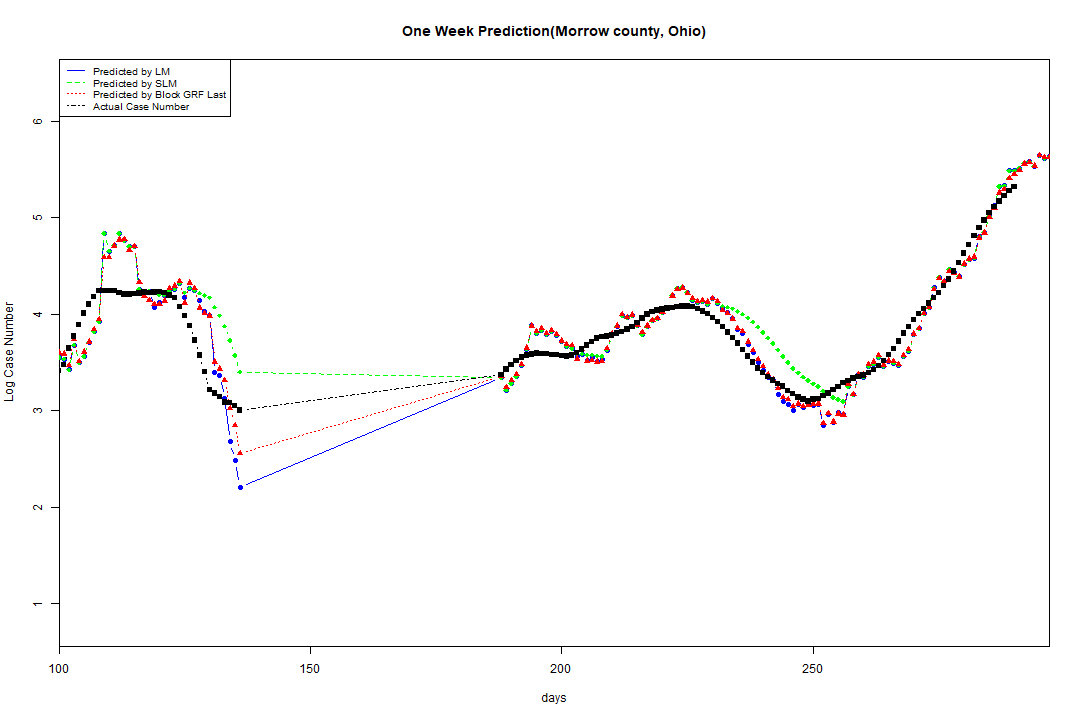 One Week Prediction(Morrow county, Ohio)
Predicted by LM
Predicted by SLM
Predicted by Block GRF Last
Actual Case Number
6
5
4
3
2
1
Log Case Number
100 150 200 250
days